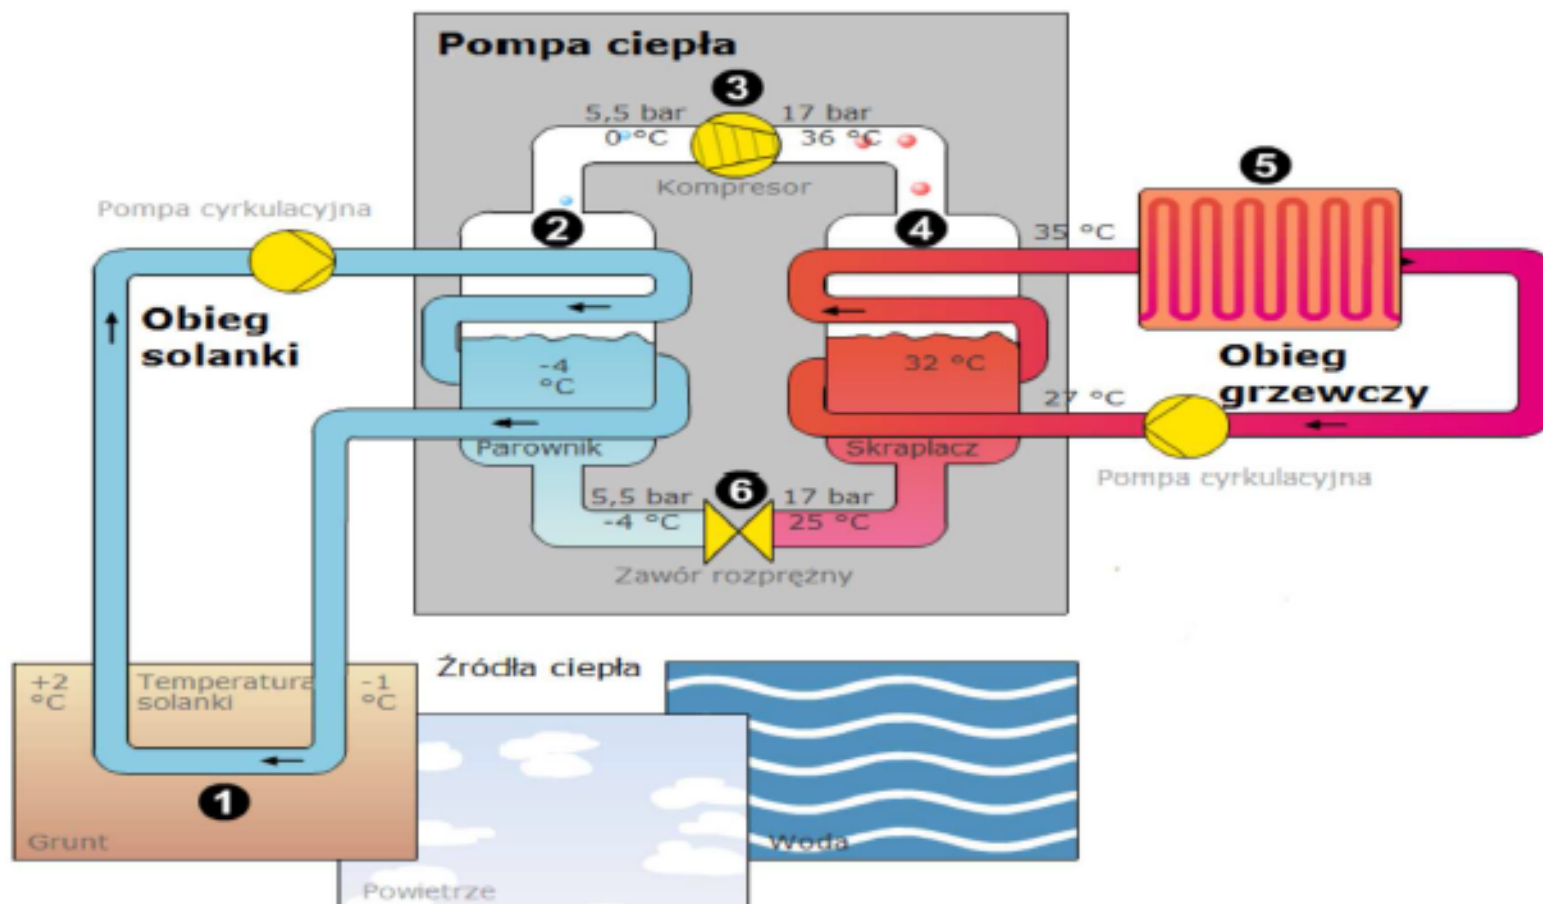 Pompa ciepła
3
5,5 bar
17 bar
0 °C
36 °C
Kompresor
5
Pompa cyrkulacyjna
2
4
35 °C
Obieg
solanki
-4
°C
32 °C
Obieg
grzewczy
27 °C
Parownik
Skraplacz
Pompa cyrkulacyjna
5,5 bar
6
17 bar
-4 °C
25 °C
Zawór rozprężny
Źródła ciepła
+2
°C
Temperatura
solanki
-1
°C
1
Grunt
Woda
Powietrze